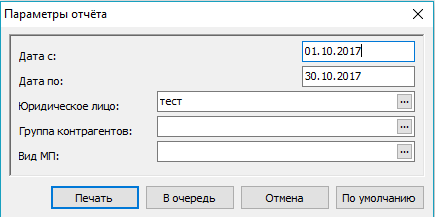 Параметры отчёта
Дата с: 01.10.2017
Дата по: 30.10.2017
Юридическое лицо: тест ...
Группа контрагентов: ...
Вид МП: ...
Печать В очередь Отмена По умолчанию